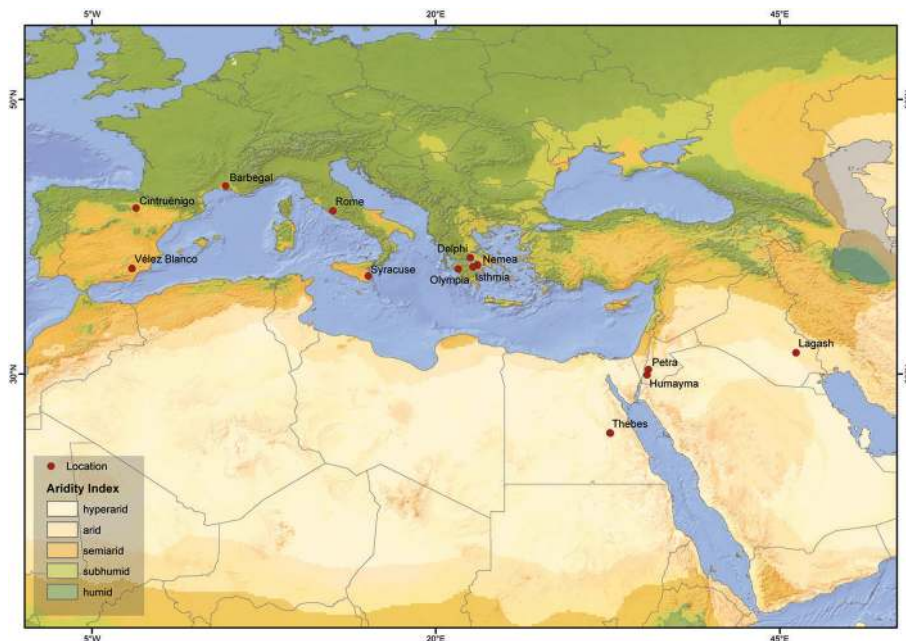 5°W 20°E 45°E
50°N
Barbegal
Cintruénigo
Rome
Delphi
Nemea
Vélez Blanco
Syracuse
Olympia
Isthmia
Lagash
Petra
30°N
Humayma
Thebes
Location
Aridity Index
hyperarid
arid
semiarid
subhumid
humid
5°W 20°E 45°E